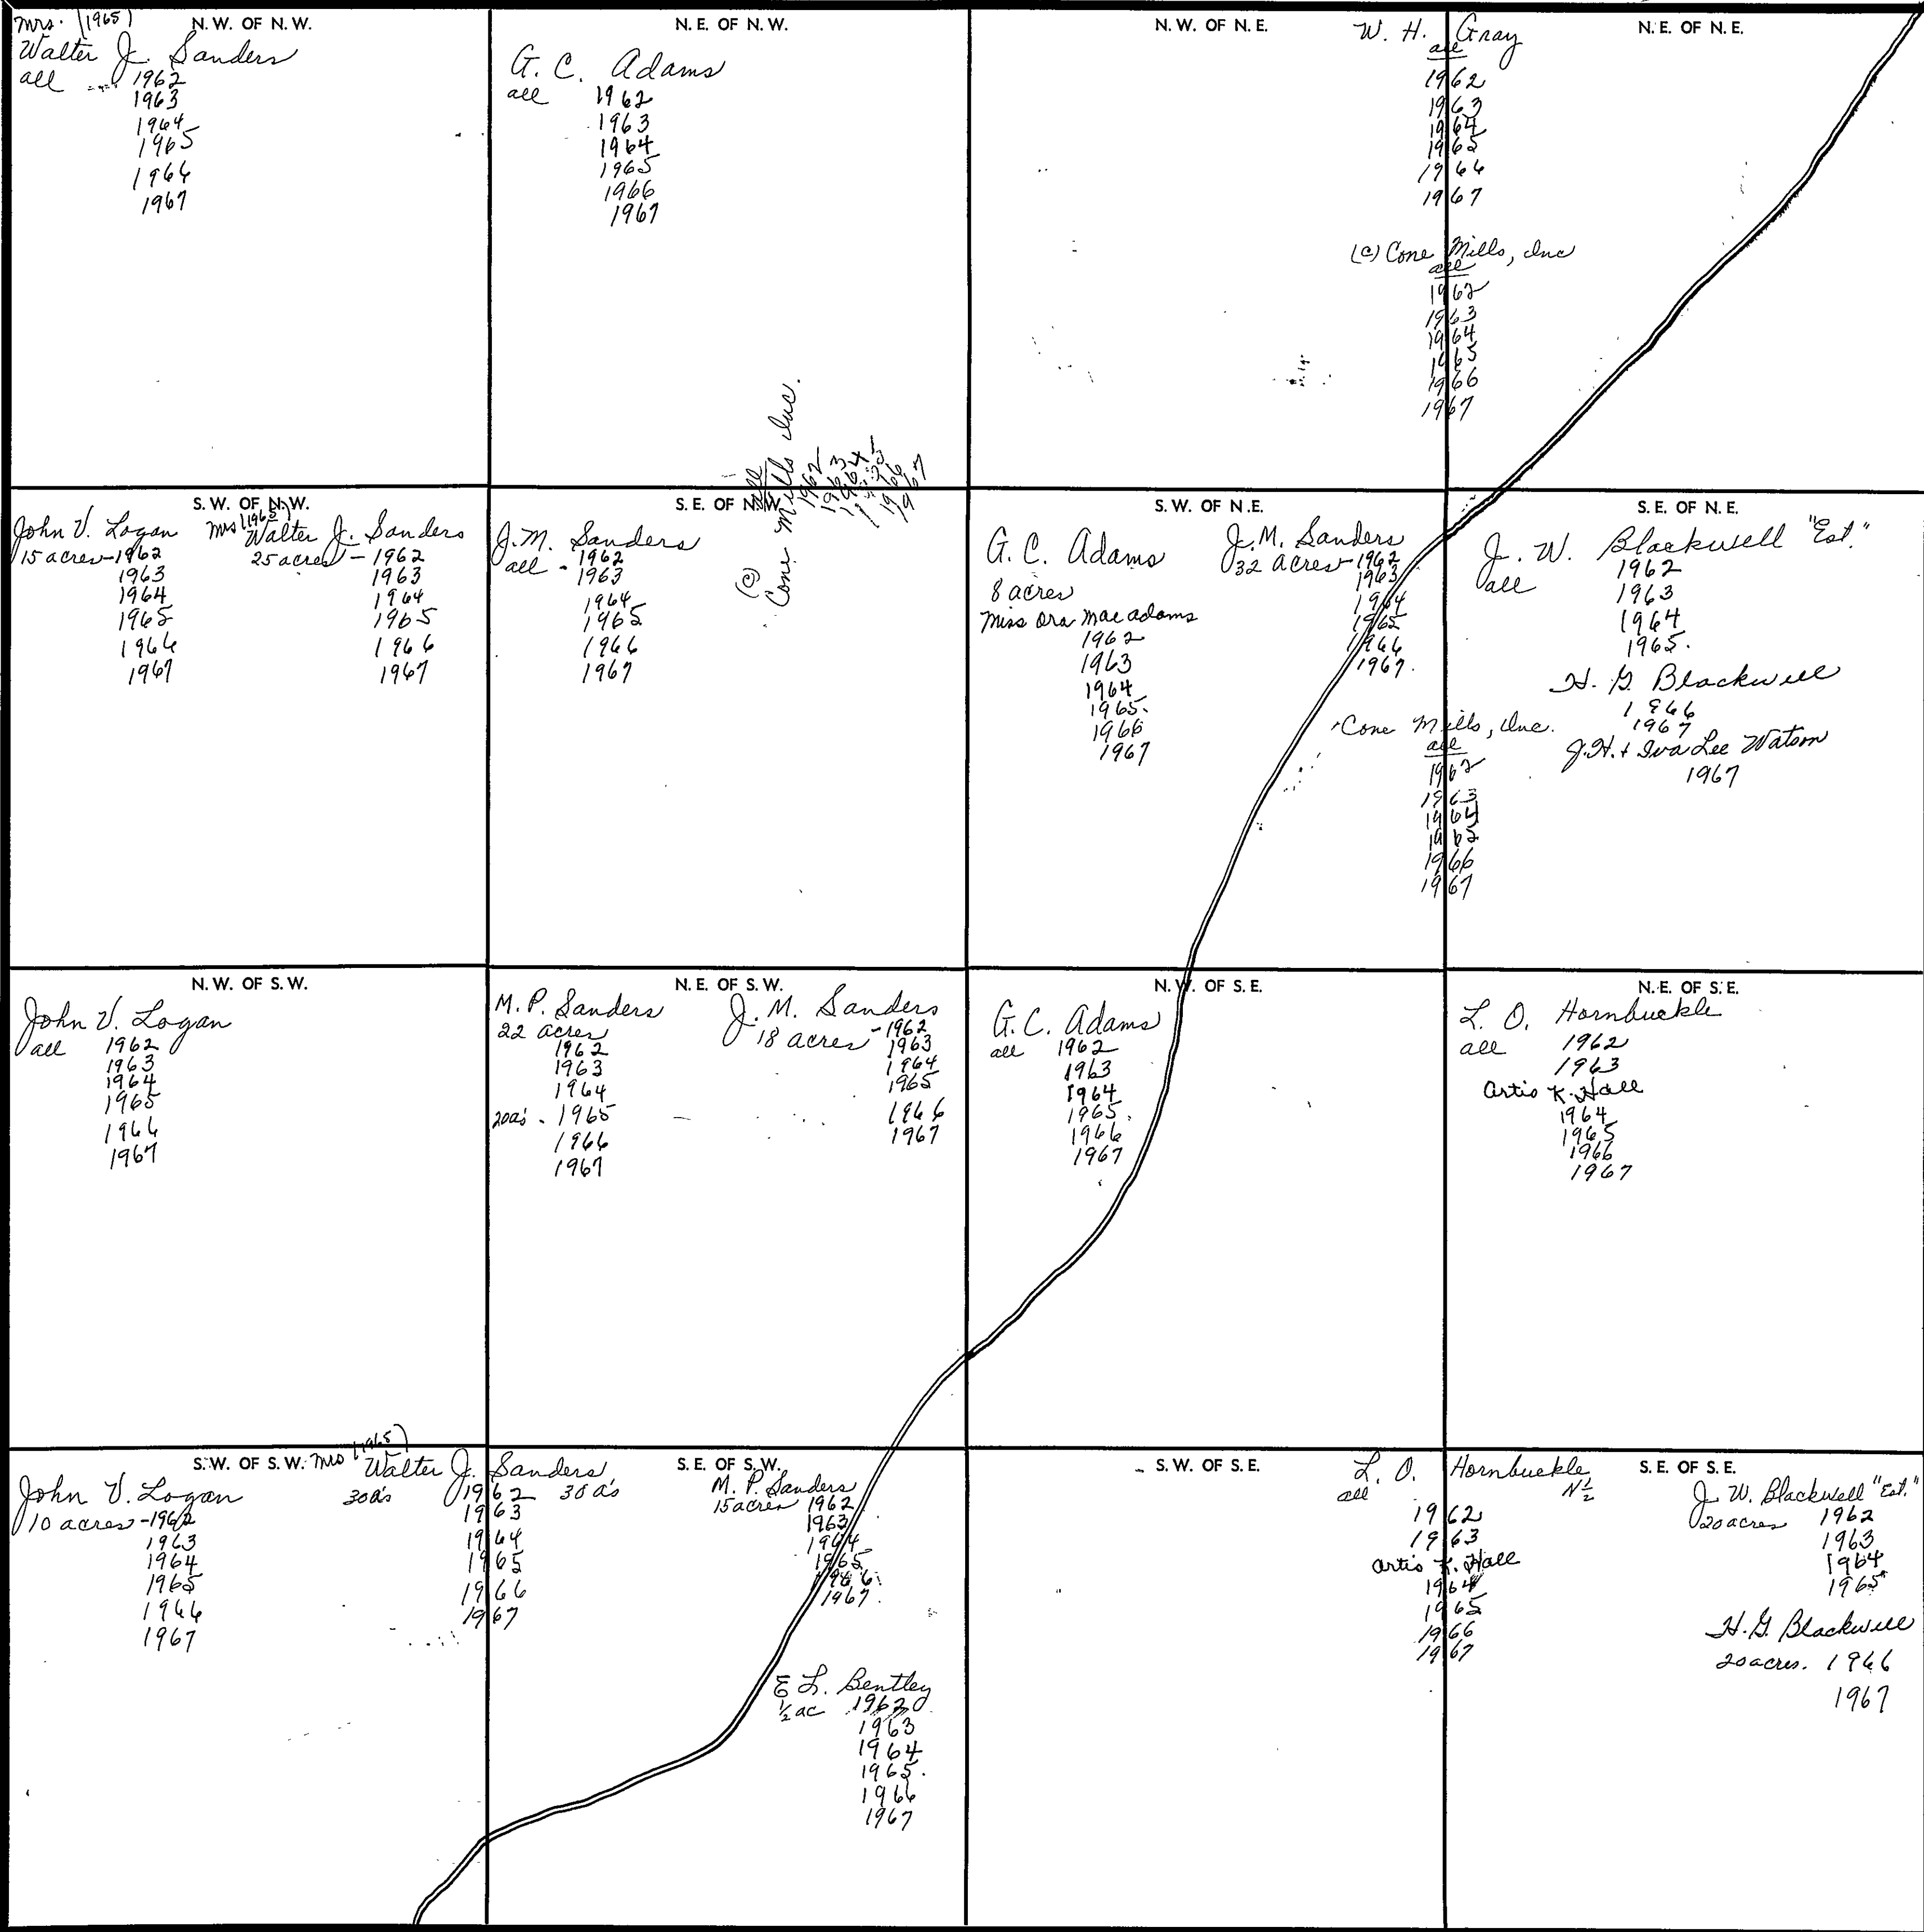 Mrs. (1965)
N.W. OF N.W.
Walter J. Sanders
all 1962
1963
1964
1965
1966
1967
N.E. OF N.W.
G. C. Adams
all 1962
1963
1964
1965
1966
1967
N.W. OF N.E.
N.E. OF N.E.
W. H. Gray
all
1962
1963
1964
1965
1966
1967
(C) Cone Mills, Inc
all
1962
1963
1964
1965
1966
1967
S.W. OF N.W.
John V. Logan
15 acres - 1962
1963
1964
1965
1966
1967
Mrs (1965)
Walter J. Sanders
25 acres - 1962
1963
1964
1965
1966
1967
S.E. OF N.W.
J.M. Sanders
all - 1962
1963
1964
1965
1966
1967
(C) all
Cone Mills Inc.
1962
1963
1964
1966
1967
S.W. OF N.E.
G. C. Adams
8 acres
Miss Ora Mae Adams
1962
1963
1964
1965.
1966
1967
J.M. Sanders
32 Acres - 1962
1963
1964
1965
1966
1967.
Cone Mills, Inc.
all
1962
1963
1964
1965
1966
1967
S.E. OF N.E.
J. W. Blackwell "Est."
all 1962
1963
1964
1965.
H. G. Blackwell
1966
1967
J.H. + Iva Lee Watson
1967
N.W. OF S.W.
John V. Logan
all 1962
1963
1964
1965
1966
1967
N.E. OF S.W.
M. P. Sanders
22 acres
1962
1963
1964
20a's - 1965
1966
1967
J. M. Sanders
18 acres - 1962
1963
1964
1965
1966
1967
N.W. OF S.E.
G. C. Adams
all 1962
1963
1964
1965
1966
1967
N.E. OF S.E.
L. O. Hornbuckle
all 1962
1963
Artis K. Hall
1964
1965
1966
1967
S.W. OF S.W.
John V. Logan
10 acres - 1962
1963
1964
1965
1966
1967
Mrs (1965)
Walter J. Sanders
30a's 1962 30 a's
1963
1964
1965
1966
1967
S.E. OF S.W.
M. P. Sanders
15 acres 1962
1963
1964
1965
1966
1967.
E L. Bentley
½ ac 1962
1963
1964
1965.
1966
1967
S.W. OF S.E.
L. O. Hornbuckle
all N½
1962
1963
Artis K. Hall
1964
1965
1966
1967
S.E. OF S.E.
J. W. Blackwell "Est."
20 acres 1962
1963
1964
1965
H. G. Blackwell
20 acres. 1966
1967